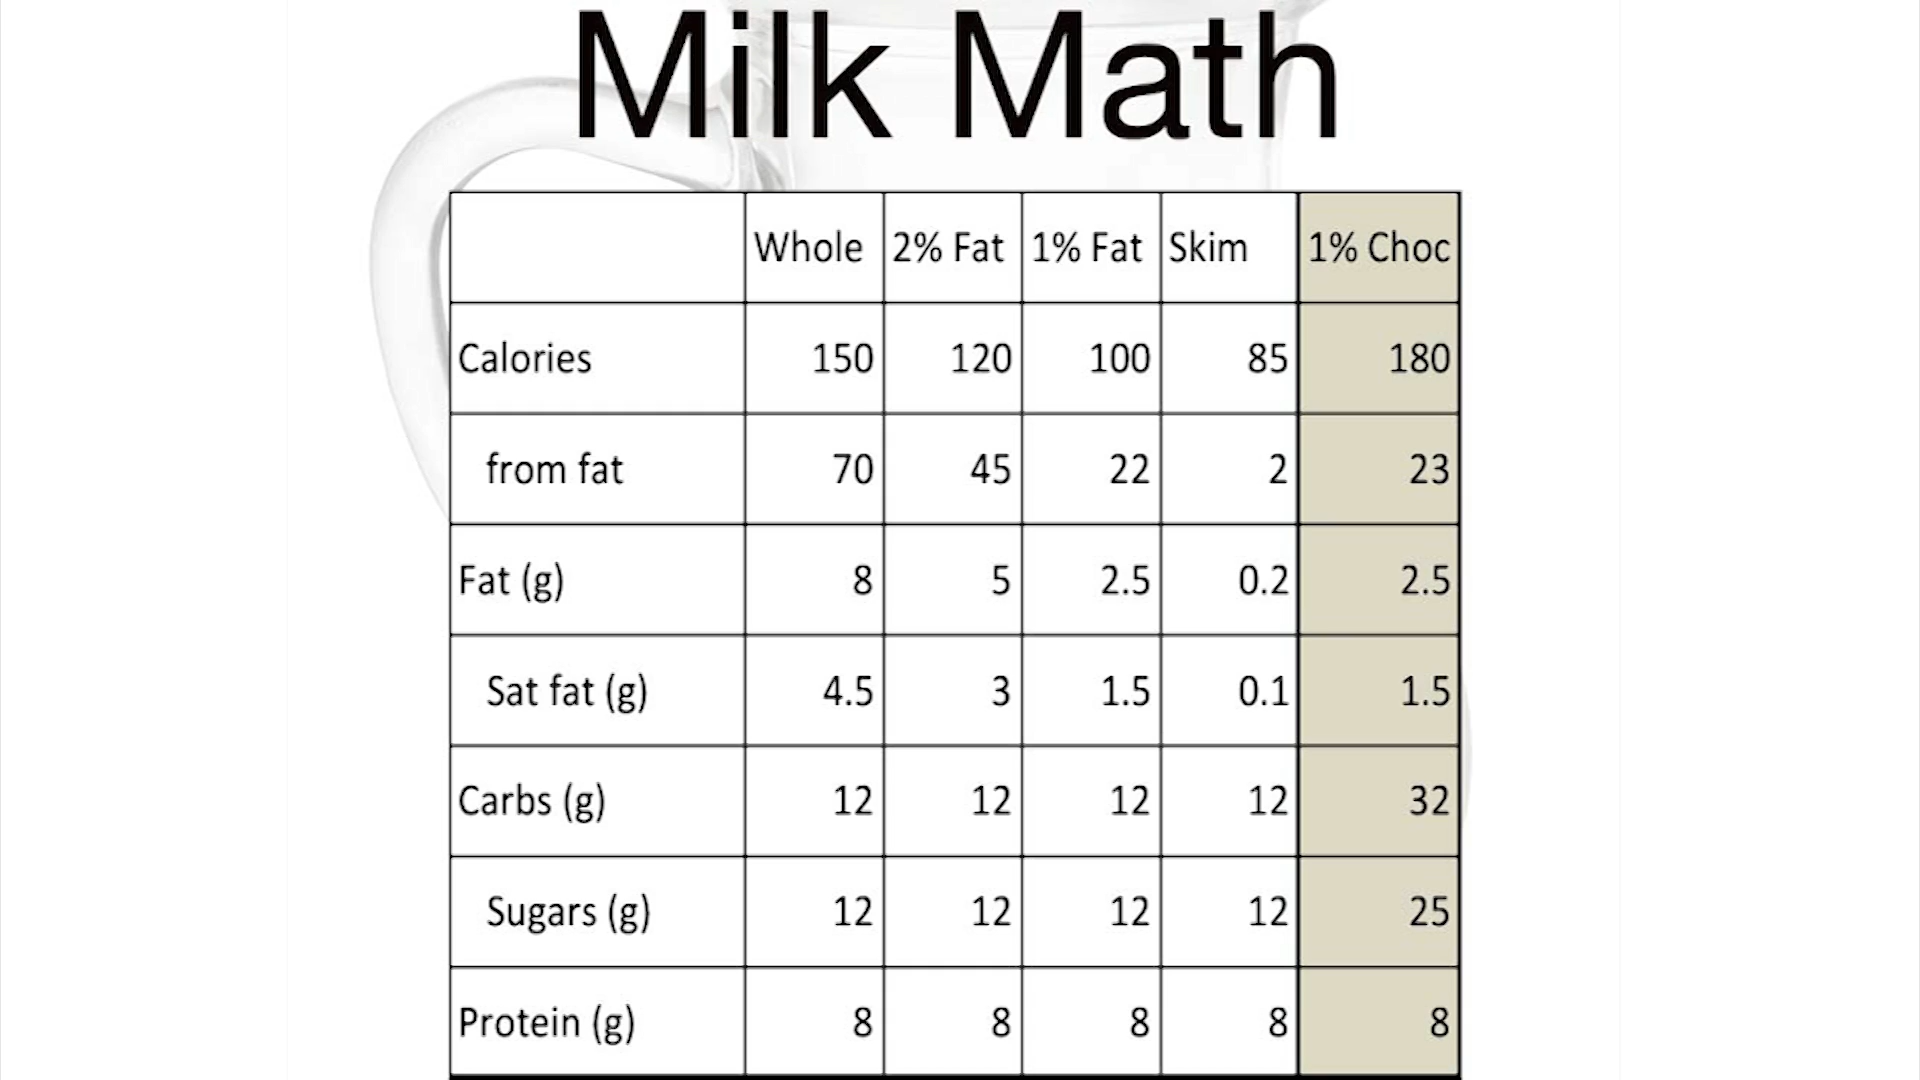 Milk Math
Whole 2% Fat 1% Fat Skim 1% Choc
Calories 150 120 100 85 180
from fat 70 45 22 2 23
Fat (g) 8 5 2.5 0.2 2.5
Sat fat (g) 4.5 3 1.5 0.1 1.5
Carbs (g) 12 12 12 12 32
Sugars (g) 12 12 12 12 25
Protein (g) 8 8 8 8 8